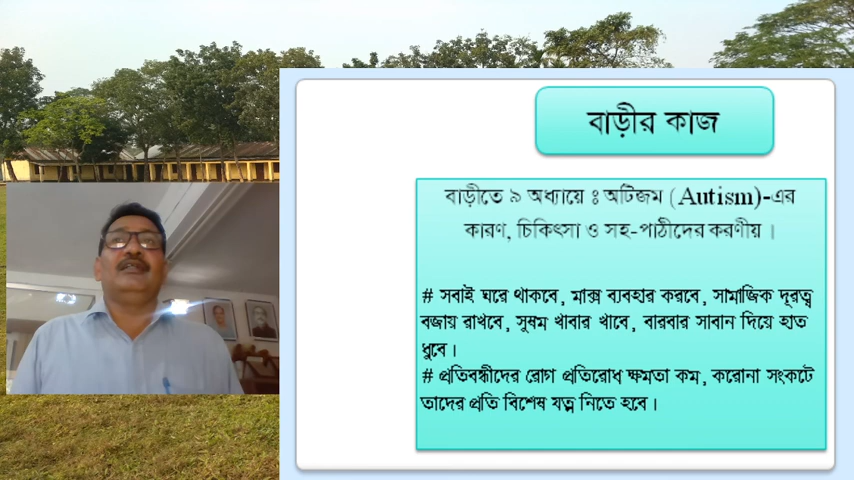 বাড়ীর কাজ
বাড়ীতে ৯ অধ্যায়ে ঃ অটিজম (Autism)-এর
কারণ, চিকিৎসা ও সহ-পাঠীদের করণীয় ।
# সবাই ঘরে থাকবে, মাক্স ব্যবহার করবে, সামাজিক দূরত্ব
বজায় রাখবে, সুষম খাবার খাবে, বারবার সাবান দিয়ে হাত
ধুবে।
# প্রতিবন্ধীদের রোগ প্রতিরোধ ক্ষমতা কম, করোনা সংকটে
তাদের প্রতি বিশেষ যত্ন নিতে হবে।